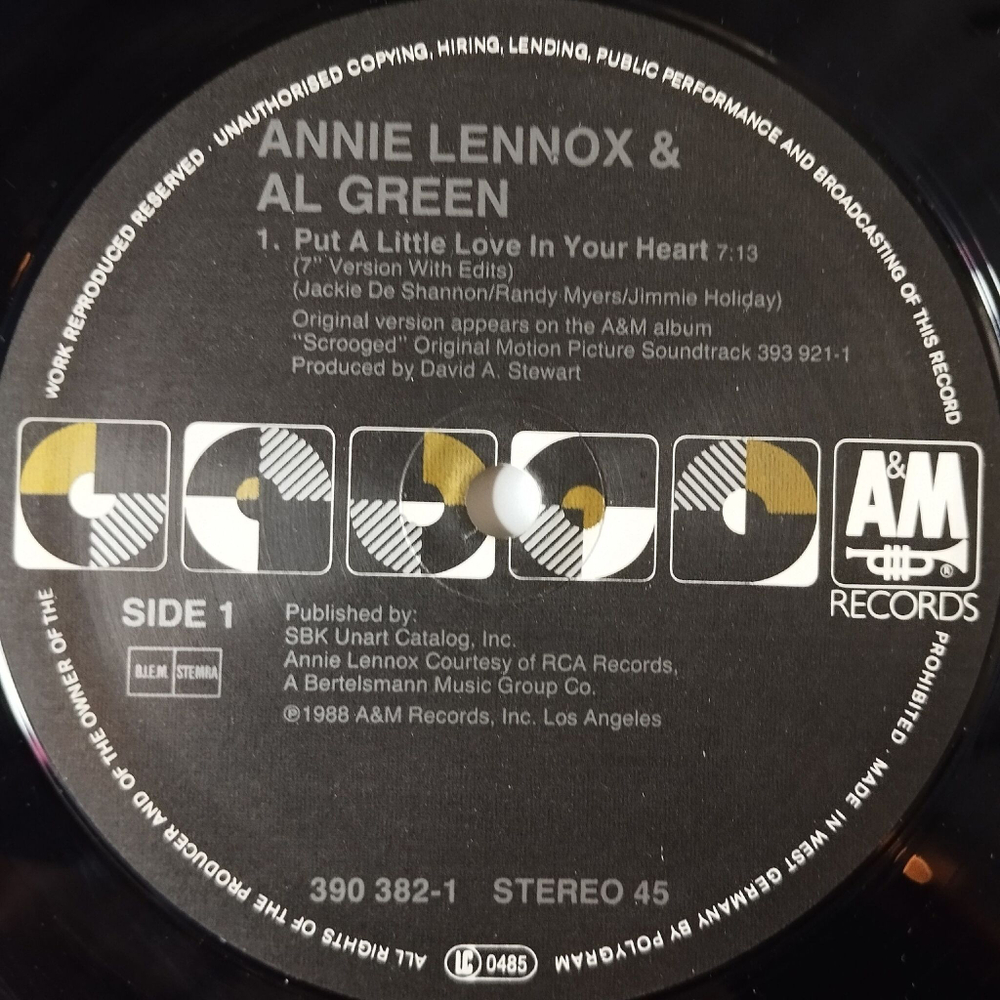 ANNIE LENNOX &
AL GREEN
1. Put A Little Love In Your Heart 7:13
(7" Version With Edits)
(Jackie De Shannon/Randy Myers/Jimmie Holiday)
Original version appears on the A&M album
"Scrooged" Original Motion Picture Soundtrack 393 921-1
Produced by David A. Stewart
A&M
®
RECORDS
SIDE 1
B.I.E.M. STEMRA
Published by:
SBK Unart Catalog, Inc.
Annie Lennox Courtesy of RCA Records,
A Bertelsmann Music Group Co.
℗1988 A&M Records, Inc. Los Angeles
390 382-1 STEREO 45
LC 0485
ALL RIGHTS OF THE PRODUCER AND OF THE OWNER OF THE WORK REPRODUCED RESERVED · UNAUTHORISED COPYING, HIRING, LENDING, PUBLIC PERFORMANCE AND BROADCASTING OF THIS RECORD PROHIBITED · MADE IN WEST GERMANY BY POLYGRAM